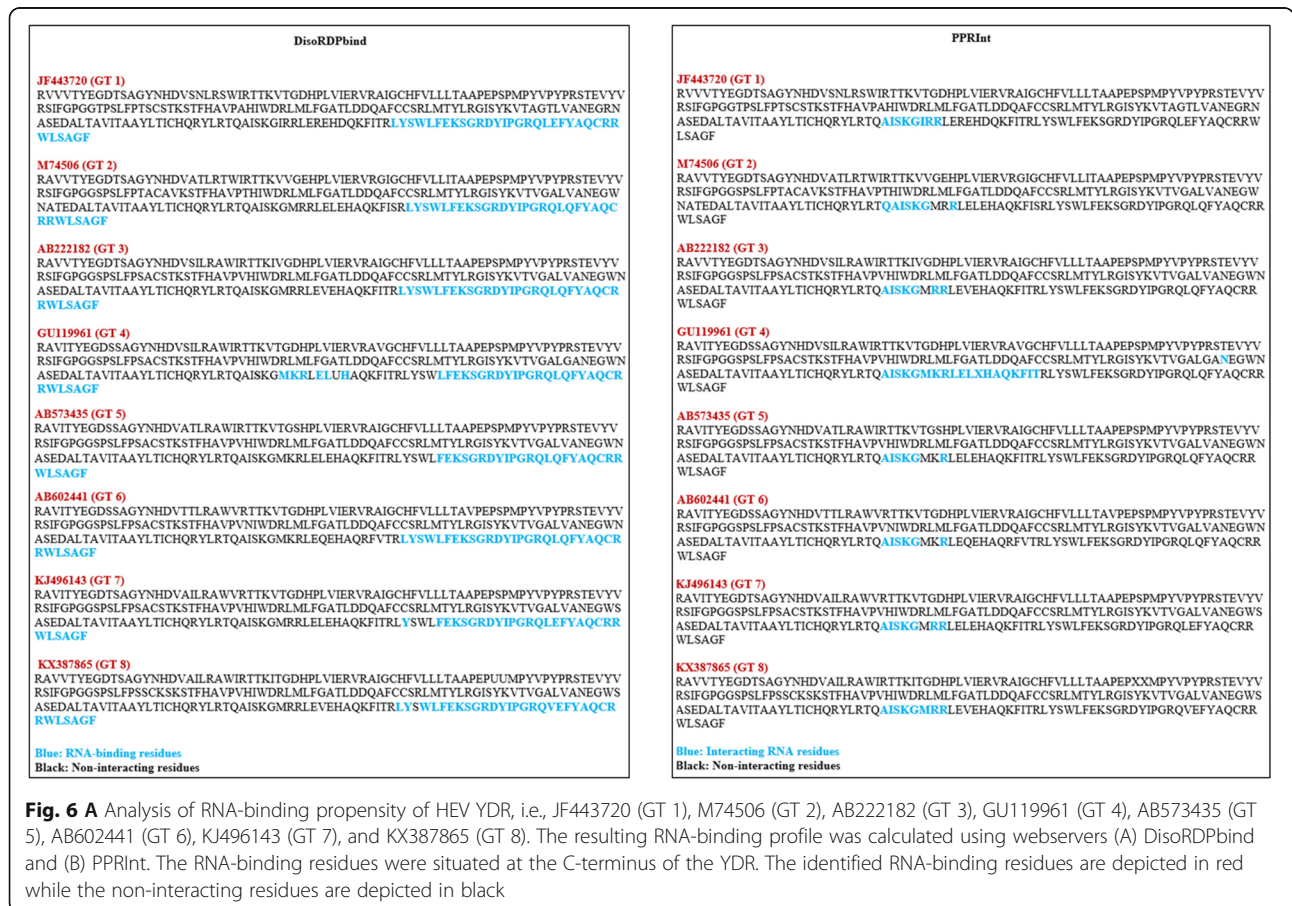 DisoRDPbind
JF443720 (GT 1)
RVVVTYEGDTSAGYNHDVSNLRSWIRTTKVTGDHPLVIERVRAIGCHFVLLLTAAPEPSPMPYVPYPRSTEVYV
RSIFGPGGTPSLFPTSCSTKSTFHAVPAHIWDRLMLFGATLDDQAFCCSRLMTYLRGISYKVTAGTLVANEGRN
ASEDALTAVITAAYLTICHQRYLRTQAISKGIRRLEREHDQKFITRLYSWLFEKSGRDYIPGRQLEFYAQCRR
WLSAGF
M74506 (GT 2)
RAVVTYEGDTSAGYNHDVATLRTWIRTTKVVGEHPLVIERVRGIGCHFVLLITAAPEPSPMPYVPYPRSTEVYV
RSIFGPGGSPSLFPTACAVKSTFHAVPTHIWDRLMLFGATLDDQAFCCSRLMTYLRGISYKVTVGALVANEGW
NATEDALTAVITAAYLTICHQRYLRTQAISKGMRRLELEHAQKFISRLYSWLFEKSGRDYIPGRQLQFYAQC
RRWLSAGF
AB222182 (GT 3)
RAVVTYEGDTSAGYNHDVSILRAWIRTTKIVGDHPLVIERVRAIGCHFVLLLTAAPEPSPMPYVPYPRSTEVYV
RSIFGPGGSPSLFPSACSTKSTFHAVPVHIWDRLMLFGATLDDQAFCCSRLMTYLRGISYKVTVGALVANEGWN
ASEDALTAVITAAYLTICHQRYLRTQAISKGMRRLEVEHAQKFITRLYSWLFEKSGRDYIPGRQLQFYAQCR
RWLSAGF
GU119961 (GT 4)
RAVITYEGDSSAGYNHDVSILRAWIRTTKVTGDHPLVIERVRAVGCHFVLLLTAAPEPSPMPYVPYPRSTEVYV
RSIFGPGGSPSLFPSACSTKSTFHAVPVHIWDRLMLFGATLDDQAFCCSRLMTYLRGISYKVTVGALGANEGWN
ASEDALTAVITAAYLTICHQRYLRTQAISKGMKRLELUHAQKFITRLYSWLFEKSGRDYIPGRQLQFYAQCR
RWLSAGF
AB573435 (GT 5)
RAVITYEGDSSAGYNHDVATLRAWIRTTKVTGSHPLVIERVRAIGCHFVLLLTAAPEPSPMPYVPYPRSTEVYV
RSIFGPGGSPSLFPSACSTKSTFHAVPVHIWDRLMLFGATLDDQAFCCSRLMTYLRGISYKVTVGALVANEGWN
ASEDALTAVITAAYLTICHQRYLRTQAISKGMKRLELEHAQKFITRLYSWLFEKSGRDYIPGRQLQFYAQCRR
WLSAGF
AB602441 (GT 6)
RAVITYEGDSSAGYNHDVTTLRAWVRTTKVTGDHPLVIERVRAIGCHFVLLLTAVPEPSPMPYVPYPRSTEVYV
RSIFGPGGSPSLFPSACSTKSTFHAVPVNIWDRLMLFGATLDDQAFCCSRLMTYLRGISYKVTVGALVANEGWN
ASEDALTAVITAAYLTICHQRYLRTQAISKGMKRLEQEHAQRFVTRLYSWLFEKSGRDYIPGRQLQFYAQCR
RWLSAGF
KJ496143 (GT 7)
RAVITYEGDTSAGYNHDVAILRAWVRTTKVTGDHPLVIERVRAIGCHFVLLLTAAPEPSPMPYVPYPRSTEVYV
RSIFGPGGSPSLFPSACSTKSTFHAVPVHIWDRLMLFGATLDDQAFCCSRLMTYLRGISYKVTVGALVANEGWS
ASEDALTAVITAAYLTICHQRYLRTQAISKGMRRLELEHAQKFITRLYSWLFEKSGRDYIPGRQLEFYAQCRR
WLSAGF
KX387865 (GT 8)
RAVVTYEGDTSAGYNHDVAILRAWIRTTKITGDHPLVIERVRAIGCHFVLLLTAAPEPUUMPYVPYPRSTEVYV
RSIFGPGGSPSLFPSSCKSKSTFHAVPVHIWDRLMLFGATLDDQAFCCSRLMTYLRGISYKVTVGALVANEGWS
ASEDALTAVITAAYLTICHQRYLRTQAISKGMRRLEVEHAQKFITRLYSWLFEKSGRDYIPGRQVEFYAQCR
RWLSAGF
Blue: RNA-binding residues
Black: Non-interacting residues
PPRInt
JF443720 (GT 1)
RVVVTYEGDTSAGYNHDVSNLRSWIRTTKVTGDHPLVIERVRAIGCHFVLLLTAAPEPSPMPYVPYPRSTEVYV
RSIFGPGGTPSLFPTSCSTKSTFHAVPAHIWDRLMLFGATLDDQAFCCSRLMTYLRGISYKVTAGTLVANEGRN
ASEDALTAVITAAYLTICHQRYLRTQAISKGIRRLEREHDQKFITRLYSWLFEKSGRDYIPGRQLEFYAQCRRW
LSAGF
M74506 (GT 2)
RAVVTYEGDTSAGYNHDVATLRTWIRTTKVVGEHPLVIERVRGIGCHFVLLITAAPEPSPMPYVPYPRSTEVYV
RSIFGPGGSPSLFPTACAVKSTFHAVPTHIWDRLMLFGATLDDQAFCCSRLMTYLRGISYKVTVGALVANEGW
NATEDALTAVITAAYLTICHQRYLRTQAISKGMRRLELEHAQKFISRLYSWLFEKSGRDYIPGRQLQFYAQCRR
WLSAGF
AB222182 (GT 3)
RAVVTYEGDTSAGYNHDVSILRAWIRTTKIVGDHPLVIERVRAIGCHFVLLLTAAPEPSPMPYVPYPRSTEVYV
RSIFGPGGSPSLFPSACSTKSTFHAVPVHIWDRLMLFGATLDDQAFCCSRLMTYLRGISYKVTVGALVANEGWN
ASEDALTAVITAAYLTICHQRYLRTQAISKGMRRLEVEHAQKFITRLYSWLFEKSGRDYIPGRQLQFYAQCRR
WLSAGF
GU119961 (GT 4)
RAVITYEGDSSAGYNHDVSILRAWIRTTKVTGDHPLVIERVRAVGCHFVLLLTAAPEPSPMPYVPYPRSTEVYV
RSIFGPGGSPSLFPSACSTKSTFHAVPVHIWDRLMLFGATLDDQAFCCSRLMTYLRGISYKVTVGALGANEGWN
ASEDALTAVITAAYLTICHQRYLRTQAISKGMKRLELXHAQKFITRLYSWLFEKSGRDYIPGRQLQFYAQCRR
WLSAGF
AB573435 (GT 5)
RAVITYEGDSSAGYNHDVATLRAWIRTTKVTGSHPLVIERVRAIGCHFVLLLTAAPEPSPMPYVPYPRSTEVYV
RSIFGPGGSPSLFPSACSTKSTFHAVPVHIWDRLMLFGATLDDQAFCCSRLMTYLRGISYKVTVGALVANEGWN
ASEDALTAVITAAYLTICHQRYLRTQAISKGMKRLELEHAQKFITRLYSWLFEKSGRDYIPGRQLQFYAQCRR
WLSAGF
AB602441 (GT 6)
RAVITYEGDSSAGYNHDVTTLRAWVRTTKVTGDHPLVIERVRAIGCHFVLLLTAVPEPSPMPYVPYPRSTEVYV
RSIFGPGGSPSLFPSACSTKSTFHAVPVNIWDRLMLFGATLDDQAFCCSRLMTYLRGISYKVTVGALVANEGWN
ASEDALTAVITAAYLTICHQRYLRTQAISKGMKRLEQEHAQRFVTRLYSWLFEKSGRDYIPGRQLQFYAQCRR
WLSAGF
KJ496143 (GT 7)
RAVITYEGDTSAGYNHDVAILRAWVRTTKVTGDHPLVIERVRAIGCHFVLLLTAAPEPSPMPYVPYPRSTEVYV
RSIFGPGGSPSLFPSACSTKSTFHAVPVHIWDRLMLFGATLDDQAFCCSRLMTYLRGISYKVTVGALVANEGWS
ASEDALTAVITAAYLTICHQRYLRTQAISKGMRRLELEHAQKFITRLYSWLFEKSGRDYIPGRQLEFYAQCRR
WLSAGF
KX387865 (GT 8)
RAVVTYEGDTSAGYNHDVAILRAWIRTTKITGDHPLVIERVRAIGCHFVLLLTAAPEPXXMPYVPYPRSTEVYV
RSIFGPGGSPSLFPSSCKSKSTFHAVPVHIWDRLMLFGATLDDQAFCCSRLMTYLRGISYKVTVGALVANEGWS
ASEDALTAVITAAYLTICHQRYLRTQAISKGMRRLEVEHAQKFITRLYSWLFEKSGRDYIPGRQVEFYAQCRR
WLSAGF
Blue: Interacting RNA residues
Black: Non-interacting residues
Fig. 6 A Analysis of RNA-binding propensity of HEV YDR, i.e., JF443720 (GT 1), M74506 (GT 2), AB222182 (GT 3), GU119961 (GT 4), AB573435 (GT
5), AB602441 (GT 6), KJ496143 (GT 7), and KX387865 (GT 8). The resulting RNA-binding profile was calculated using webservers (A) DisoRDPbind
and (B) PPRInt. The RNA-binding residues were situated at the C-terminus of the YDR. The identified RNA-binding residues are depicted in red
while the non-interacting residues are depicted in black